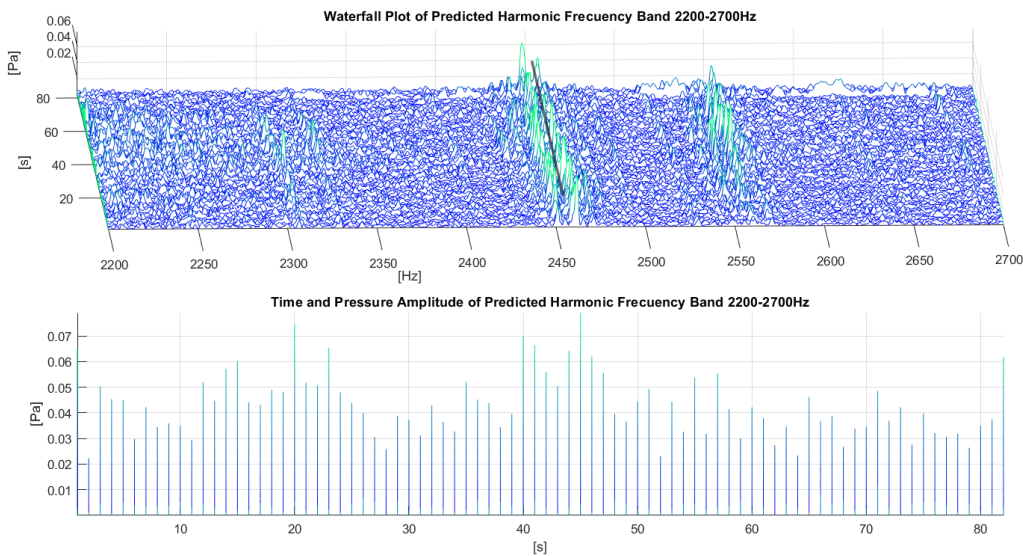 Waterfall Plot of Predicted Harmonic Frecuency Band 2200-2700Hz
0.06
0.04
0.02
[Pa]
80
60
40
20
[s]
2200 2250 2300 2350 2400 2450 2500 2550 2600 2650 2700
[Hz]
Time and Pressure Amplitude of Predicted Harmonic Frecuency Band 2200-2700Hz
0.07
0.06
0.05
0.04
0.03
0.02
0.01
[Pa]
10 20 30 40 50 60 70 80
[s]